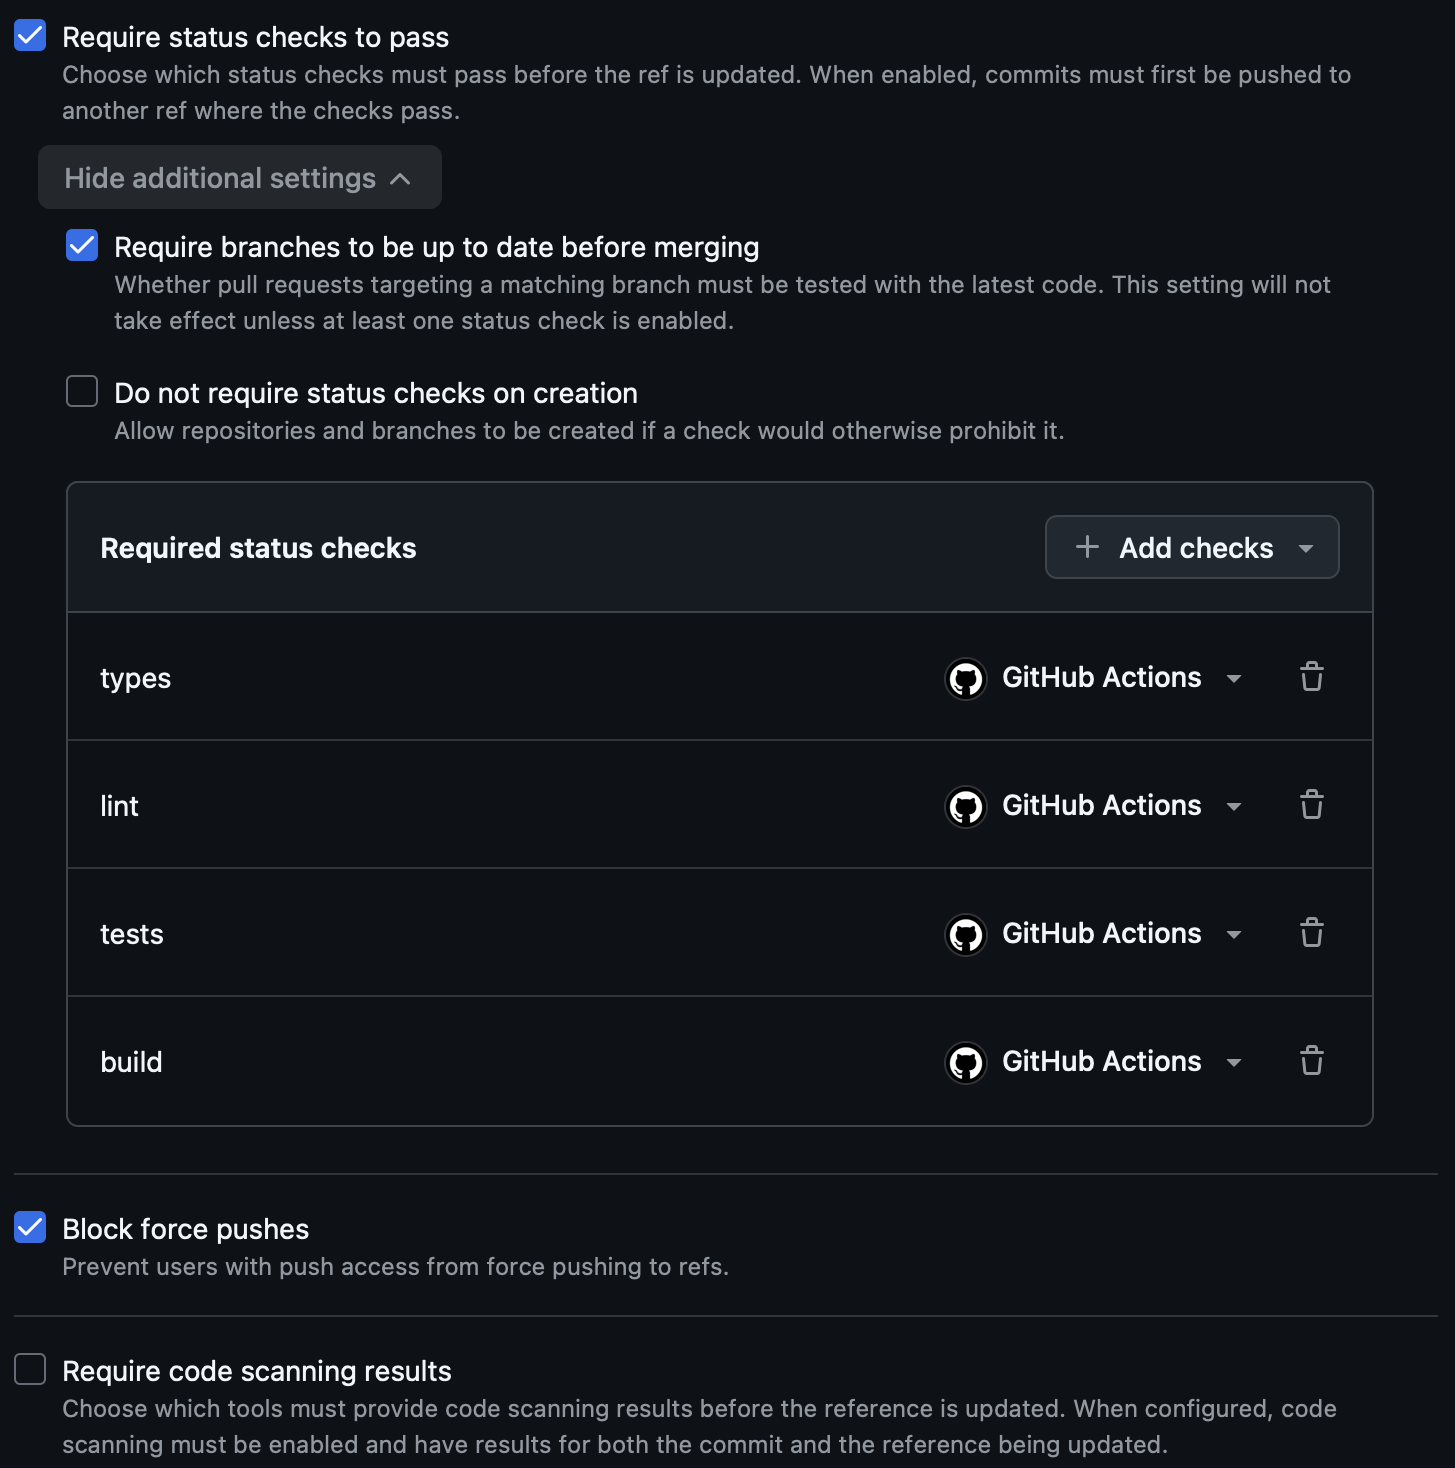 Require status checks to pass
Choose which status checks must pass before the ref is updated. When enabled, commits must first be pushed to
another ref where the checks pass.
Hide additional settings
Require branches to be up to date before merging
Whether pull requests targeting a matching branch must be tested with the latest code. This setting will not
take effect unless at least one status check is enabled.
Do not require status checks on creation
Allow repositories and branches to be created if a check would otherwise prohibit it.
Required status checks
Add checks
types
GitHub Actions
lint
GitHub Actions
tests
GitHub Actions
build
GitHub Actions
Block force pushes
Prevent users with push access from force pushing to refs.
Require code scanning results
Choose which tools must provide code scanning results before the reference is updated. When configured, code
scanning must be enabled and have results for both the commit and the reference being updated.